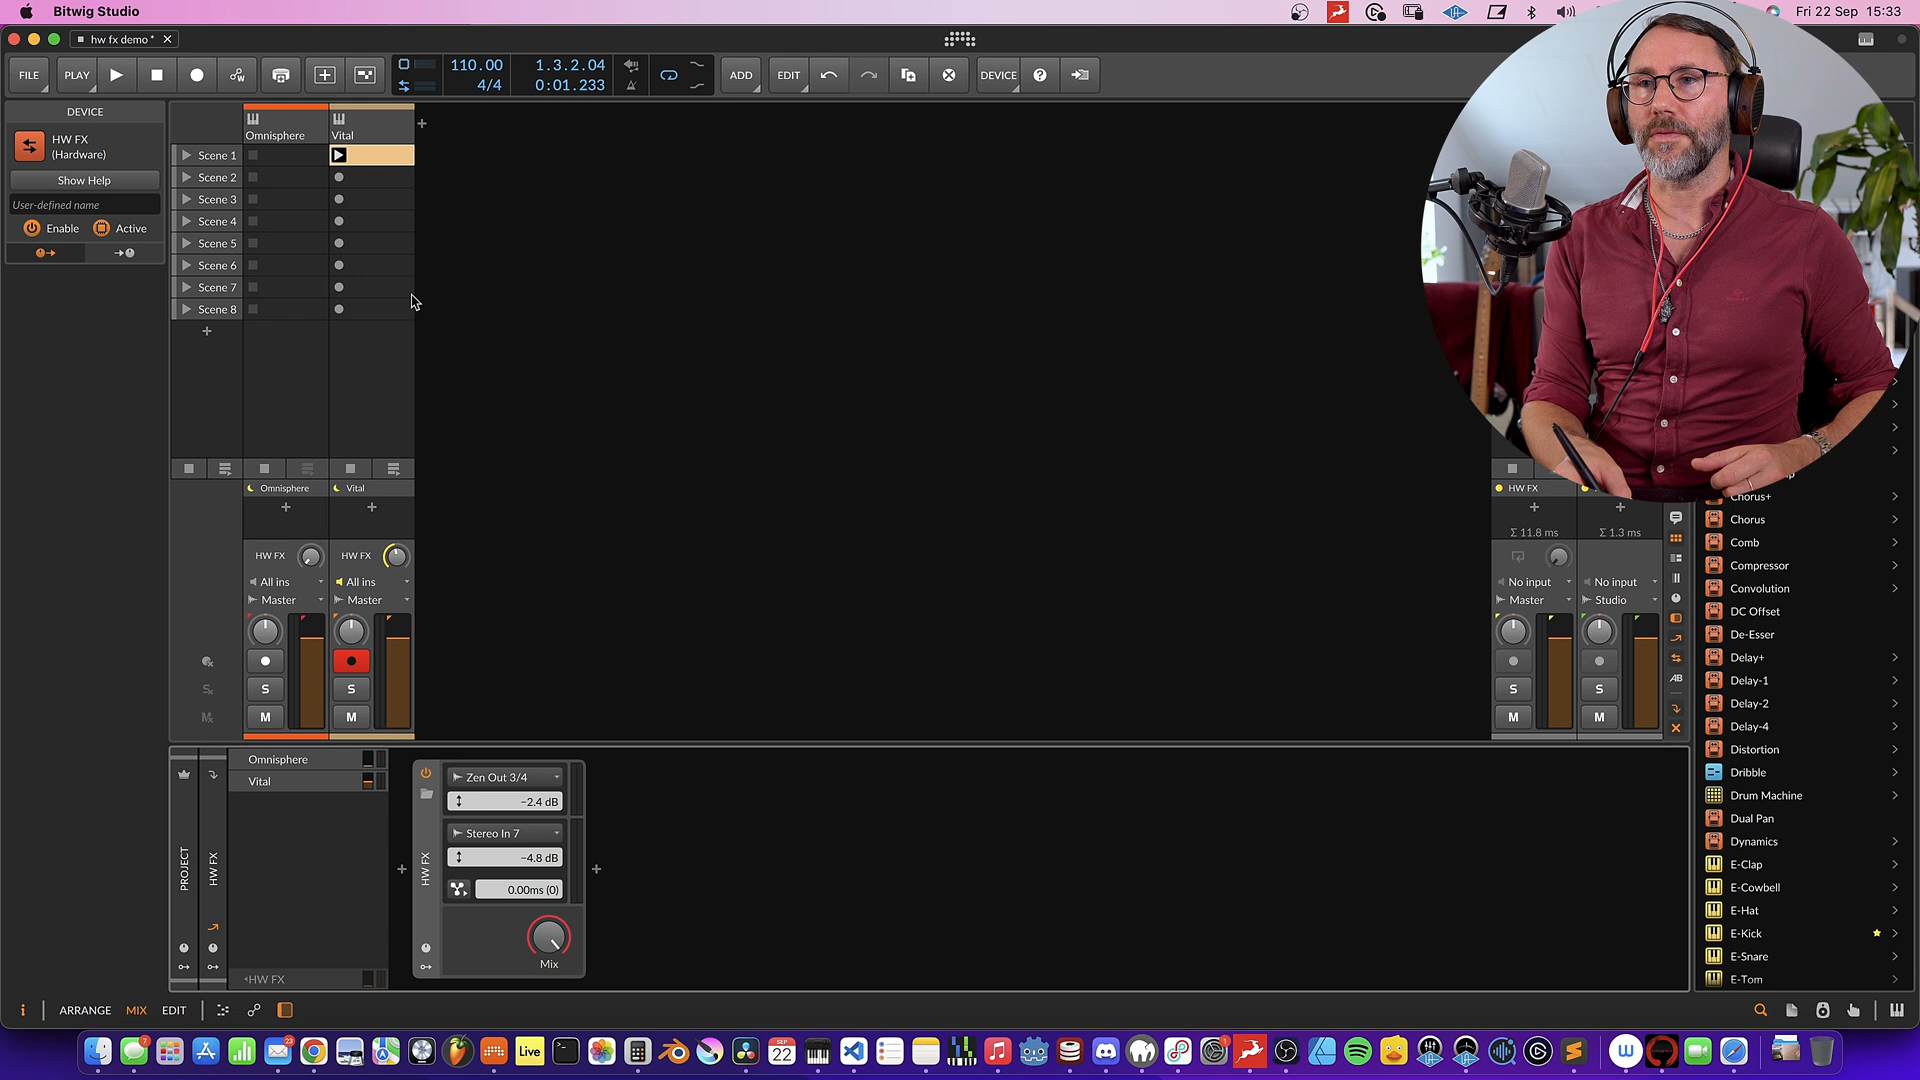 Bitwig Studio
Fri 22 Sep 15:33
hw fx demo *
FILE
PLAY
110.00
4/4
1.3.2.04
0:01.233
ADD
EDIT
DEVICE
DEVICE
HW FX
(Hardware)
Show Help
User-defined name
Enable
Active
Omnisphere
Vital
Scene 1
Scene 2
Scene 3
Scene 4
Scene 5
Scene 6
Scene 7
Scene 8
Omnisphere
Vital
HW FX
HW FX
HW FX
Σ 11.8 ms
Σ 1.3 ms
All ins
All ins
No input
No input
Master
Master
Master
Studio
S
S
S
S
M
M
M
M
AB
Chorus+
Chorus
Comb
Compressor
Convolution
DC Offset
De-Esser
Delay+
Delay-1
Delay-2
Delay-4
Distortion
Dribble
Drum Machine
Dual Pan
Dynamics
E-Clap
E-Cowbell
E-Hat
E-Kick
E-Snare
E-Tom
PROJECT
HW FX
Omnisphere
Vital
HW FX
HW FX
Zen Out 3/4
-2.4 dB
Stereo In 7
-4.8 dB
0.00ms (0)
Mix
i
ARRANGE
MIX
EDIT
7
23
Live
SEP
22
1